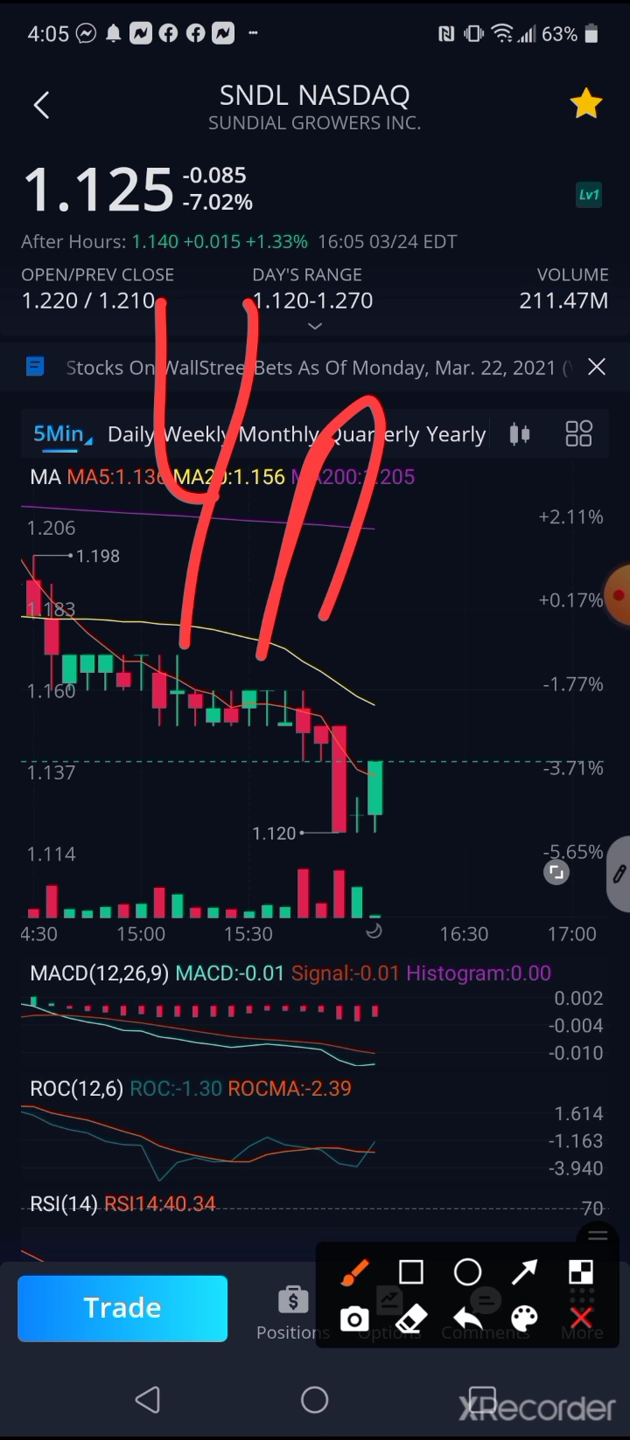 4:05 63%
SNDL NASDAQ
SUNDIAL GROWERS INC.
1.125 -0.085
-7.02%
Lv1
After Hours: 1.140 +0.015 +1.33% 16:05 03/24 EDT
OPEN/PREV CLOSE DAY'S RANGE VOLUME
1.220 / 1.210 1.120-1.270 211.47M
Stocks On WallStreetBets As Of Monday, Mar. 22, 2021 (
5Min Daily Weekly Monthly Quarterly Yearly
MA MA5:1.136 MA20:1.156 MA200:1.205
1.206 +2.11%
1.198
1.183 +0.17%
1.160 -1.77%
1.137 -3.71%
1.120
1.114 -5.65%
4:30 15:00 15:30 16:30 17:00
MACD(12,26,9) MACD:-0.01 Signal:-0.01 Histogram:0.00
0.002
-0.004
-0.010
ROC(12,6) ROC:-1.30 ROCMA:-2.39
1.614
-1.163
-3.940
RSI(14) RSI14:40.34 70
Trade
Positions Options Comments More
XRecorder